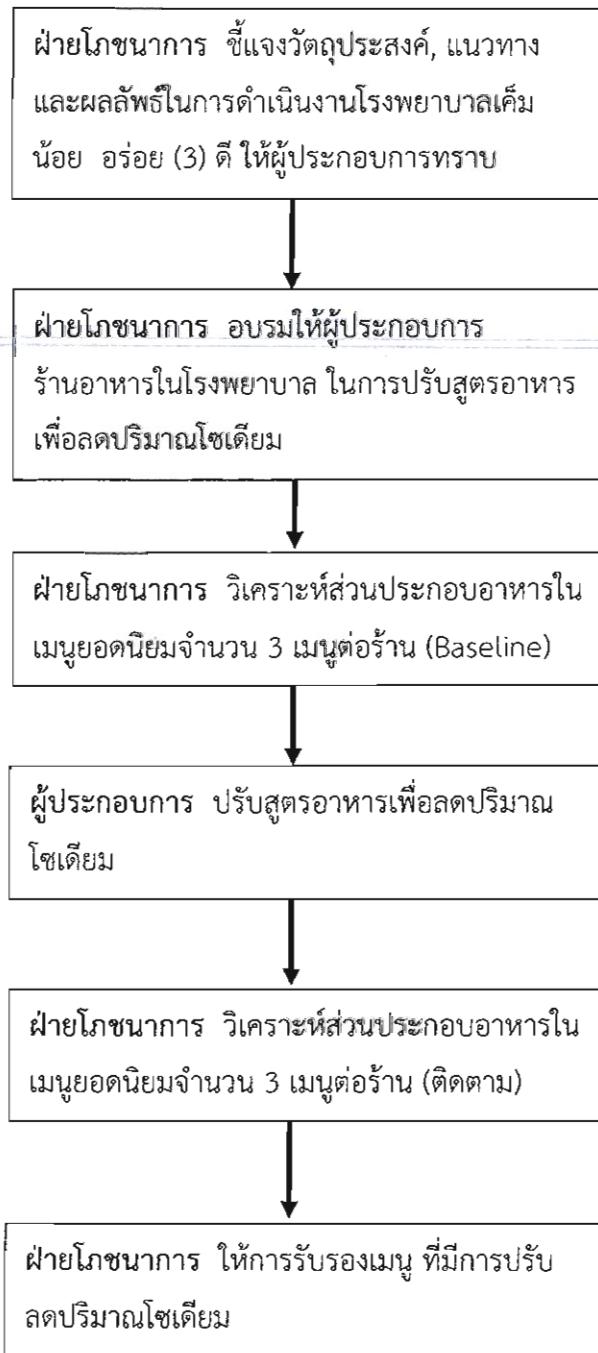 ฝ่ายโภชนาการ ชี้แจงวัตถุประสงค์, แนวทาง
และผลลัพธ์ในการดำเนินงานโรงพยาบาลเค็ม
น้อย อร่อย (3) ดี ให้ผู้ประกอบการทราบ
ฝ่ายโภชนาการ อบรมให้ผู้ประกอบการ
ร้านอาหารในโรงพยาบาล ในการปรับสูตรอาหาร
เพื่อลดปริมาณโซเดียม
ฝ่ายโภชนาการ วิเคราะห์ส่วนประกอบอาหารใน
เมนูยอดนิยมจำนวน 3 เมนูต่อร้าน (Baseline)
ผู้ประกอบการ ปรับสูตรอาหารเพื่อลดปริมาณ
โซเดียม
ฝ่ายโภชนาการ วิเคราะห์ส่วนประกอบอาหารใน
เมนูยอดนิยมจำนวน 3 เมนูต่อร้าน (ติดตาม)
ฝ่ายโภชนาการ ให้การรับรองเมนู ที่มีการปรับ
ลดปริมาณโซเดียม